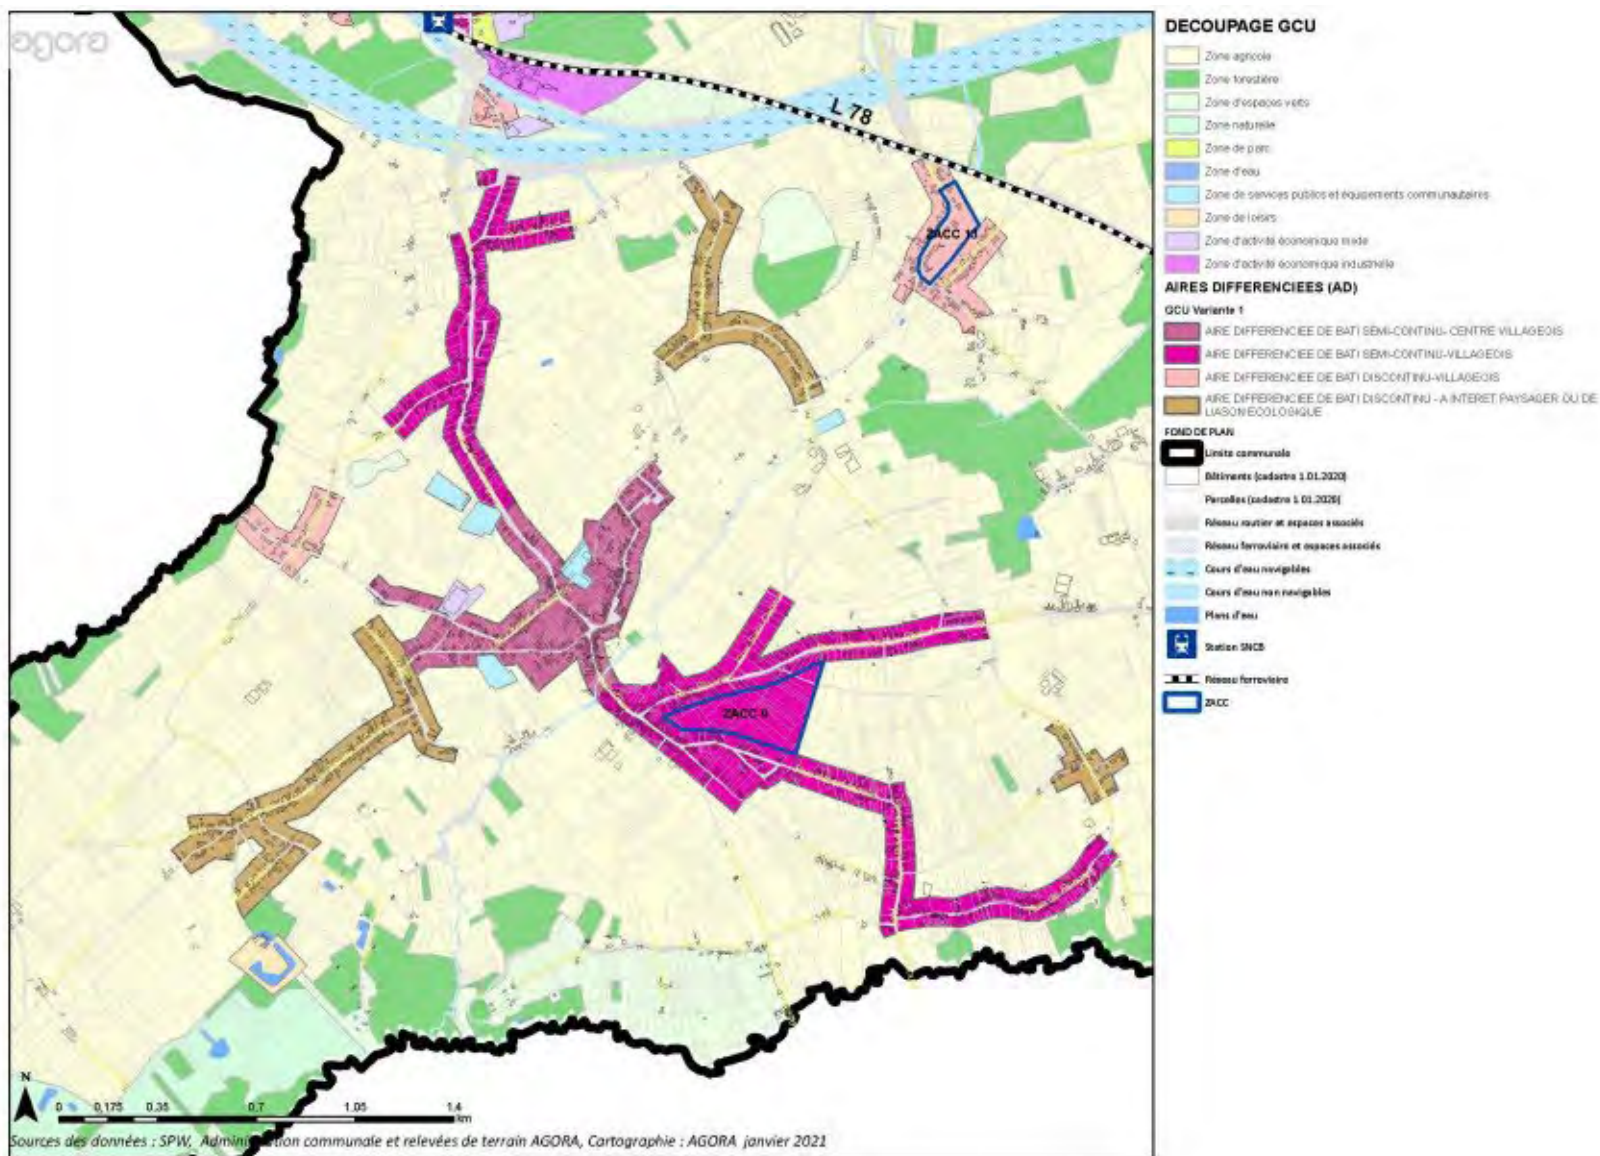 agora
L 78
ZACC 9
N
0 0,175 0,35 0,7 1,05 1,4
km
Sources des données : SPW, Administration communale et relevées de terrain AGORA, Cartographie : AGORA janvier 2021
DECOUPAGE GCU
Zone agricole
Zone forestière
Zone d'espaces verts
Zone naturelle
Zone de parc
Zone d'eau
Zone de services publics et équipements communautaires
Zone de loisirs
Zone d'activité économique mixte
Zone d'activité économique industrielle
AIRES DIFFERENCIEES (AD)
GCU Variante 1
AIRE DIFFERENCIEE DE BATI SEMI-CONTINU- CENTRE VILLAGEOIS
AIRE DIFFERENCIEE DE BATI SEMI-CONTINU-VILLAGEOIS
AIRE DIFFERENCIEE DE BATI DISCONTINU-VILLAGEOIS
AIRE DIFFERENCIEE DE BATI DISCONTINU - A INTERET PAYSAGER OU DE
LIAISON ECOLOGIQUE
FOND DE PLAN
Limite communale
Bâtiments (cadastre 1.01.2020)
Parcelles (cadastre 1.01.2020)
Réseau routier et espaces associés
Réseau ferroviaire et espaces associés
Cours d'eau navigables
Cours d'eau non navigables
Plans d'eau
Station SNCB
Réseau ferroviaire
ZACC